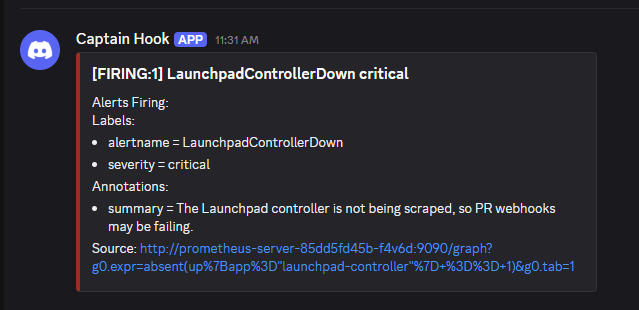 Captain Hook APP 11:31 AM
[FIRING:1] LaunchpadControllerDown critical
Alerts Firing:
Labels:
• alertname = LaunchpadControllerDown
• severity = critical
Annotations:
• summary = The Launchpad controller is not being scraped, so PR webhooks
may be failing.
Source: http://prometheus-server-85dd5fd45b-f4v6d:9090/graph?
g0.expr=absent(up%7Bapp%3D"launchpad-controller"%7D+%3D%3D+1)&g0.tab=1